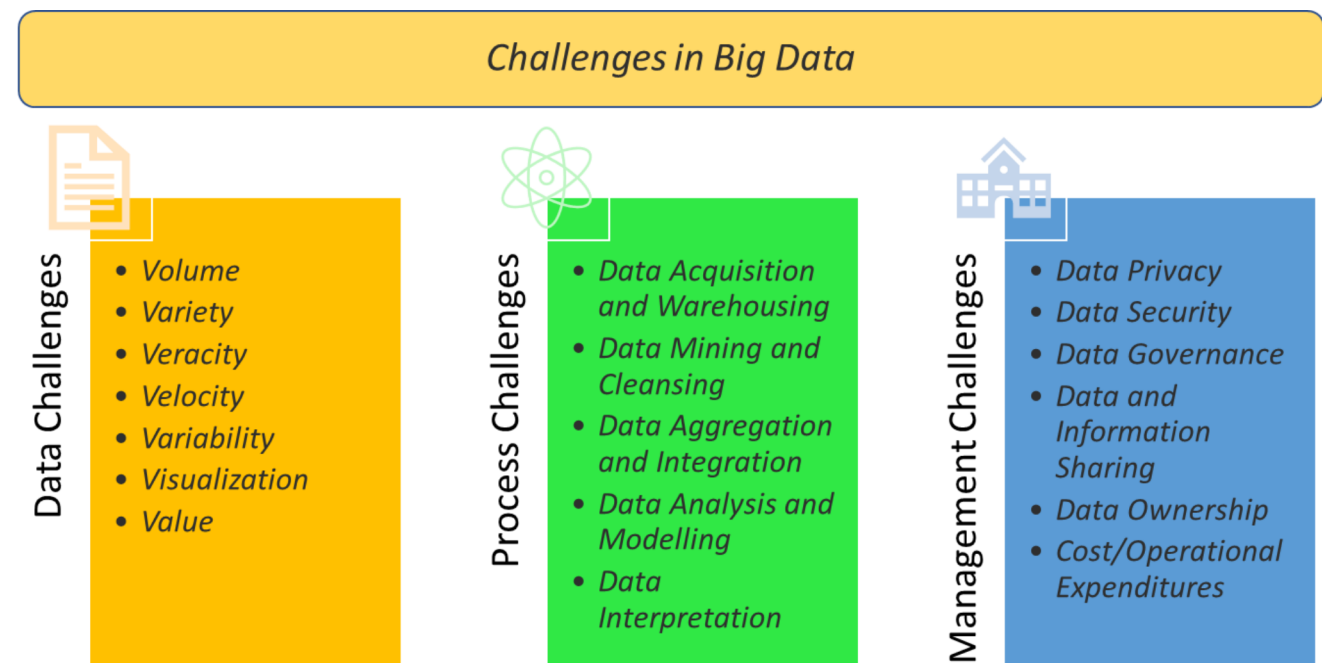 Challenges in Big Data
Data Challenges
• Volume
• Variety
• Veracity
• Velocity
• Variability
• Visualization
• Value
Process Challenges
• Data Acquisition
and Warehousing
• Data Mining and
Cleansing
• Data Aggregation
and Integration
• Data Analysis and
Modelling
• Data
Interpretation
Management Challenges
• Data Privacy
• Data Security
• Data Governance
• Data and
Information
Sharing
• Data Ownership
• Cost/Operational
Expenditures